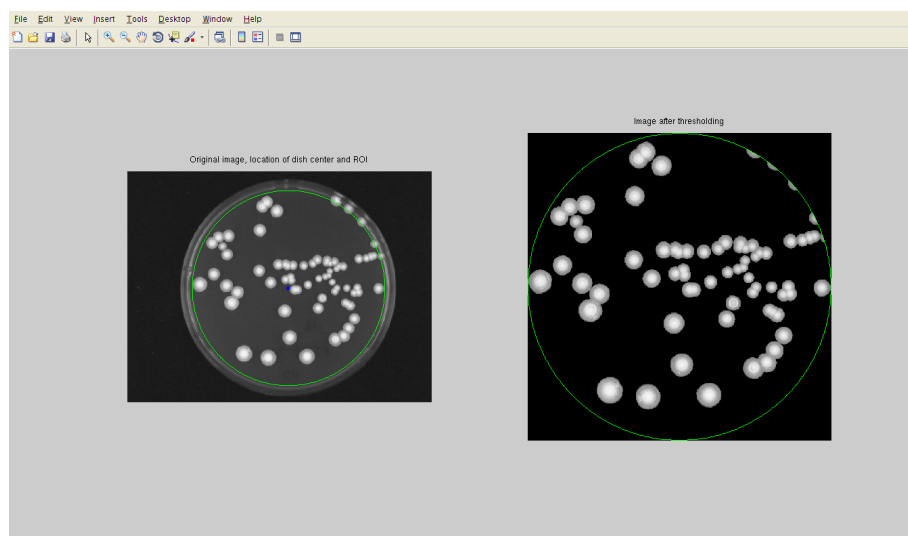 File Edit View Insert Tools Desktop Window Help
Image after thresholding
Original image, location of dish center and ROI